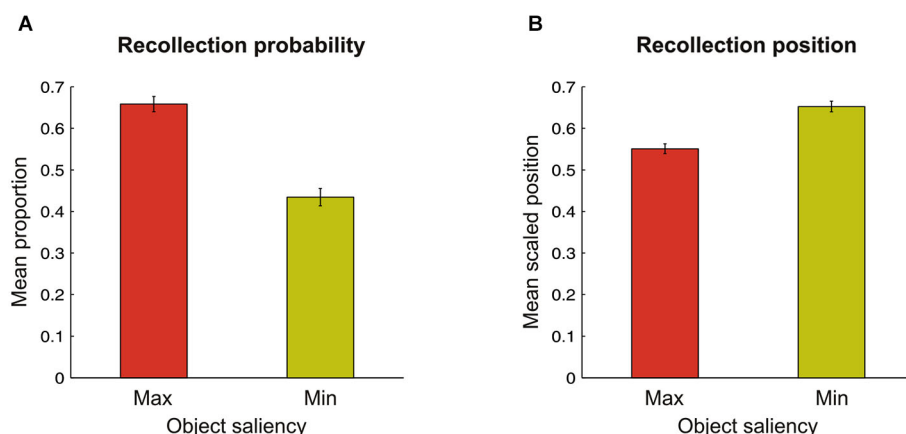 A
Recollection probability
0.7
0.6
0.5
0.4
0.3
0.2
0.1
0
Mean proportion
Max Min
Object saliency
B
Recollection position
0.7
0.6
0.5
0.4
0.3
0.2
0.1
0
Mean scaled position
Max Min
Object saliency